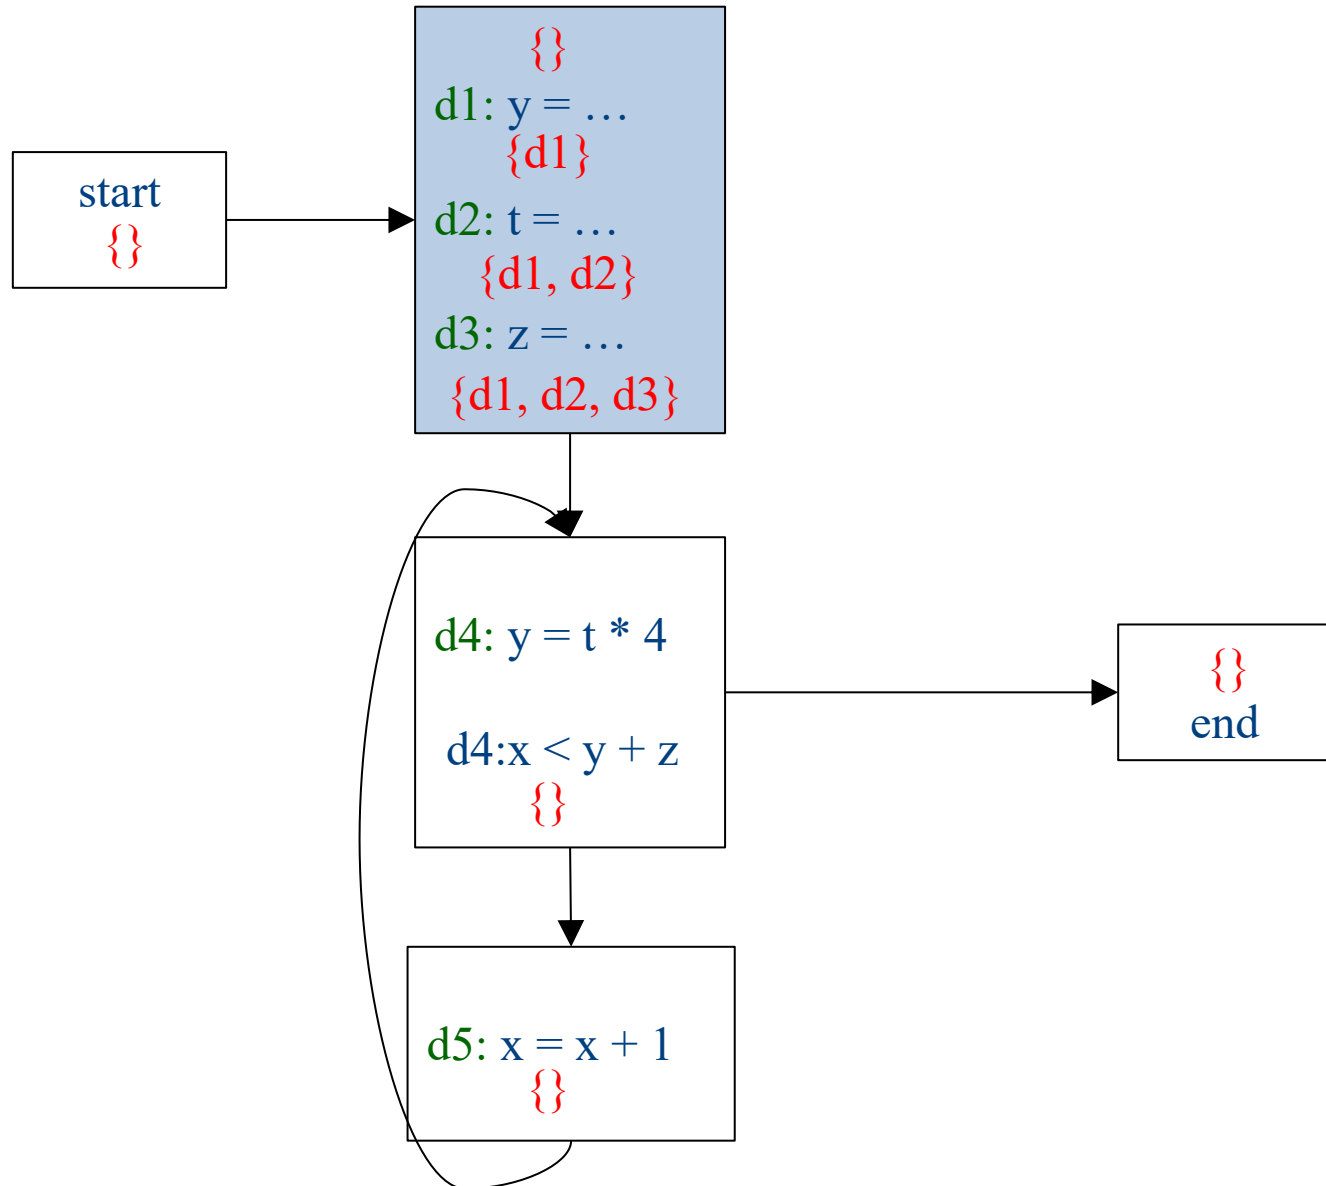 start
{}
{}
d1: y = …
{d1}
d2: t = …
{d1, d2}
d3: z = …
{d1, d2, d3}
d4: y = t * 4
d4:x < y + z
{}
{}
end
d5: x = x + 1
{}